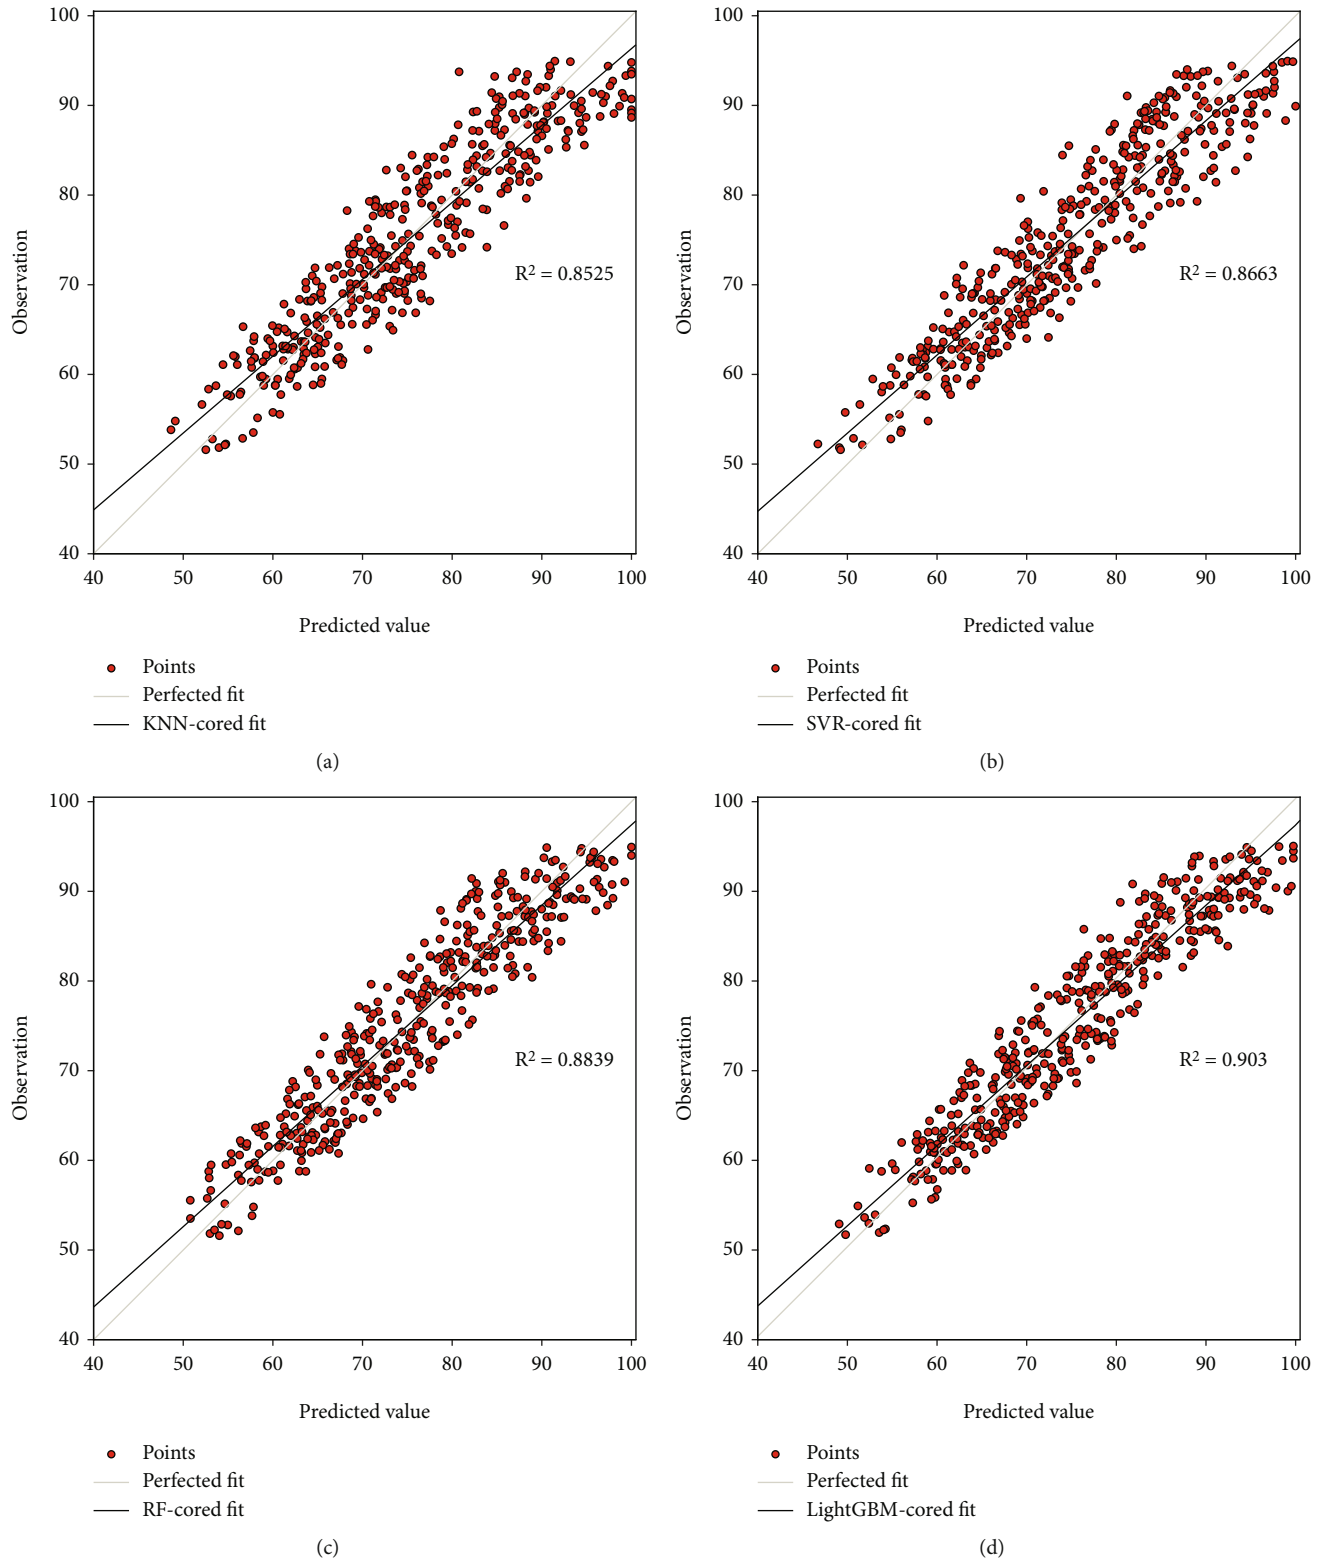 100
90
80
70
60
50
40
Observation
R² = 0.8525
40 50 60 70 80 90 100
Predicted value
Points
Perfected fit
KNN-cored fit
(a)
100
90
80
70
60
50
40
Observation
R² = 0.8663
40 50 60 70 80 90 100
Predicted value
Points
Perfected fit
SVR-cored fit
(b)
100
90
80
70
60
50
40
Observation
R² = 0.8839
40 50 60 70 80 90 100
Predicted value
Points
Perfected fit
RF-cored fit
(c)
100
90
80
70
60
50
40
Observation
R² = 0.903
40 50 60 70 80 90 100
Predicted value
Points
Perfected fit
LightGBM-cored fit
(d)